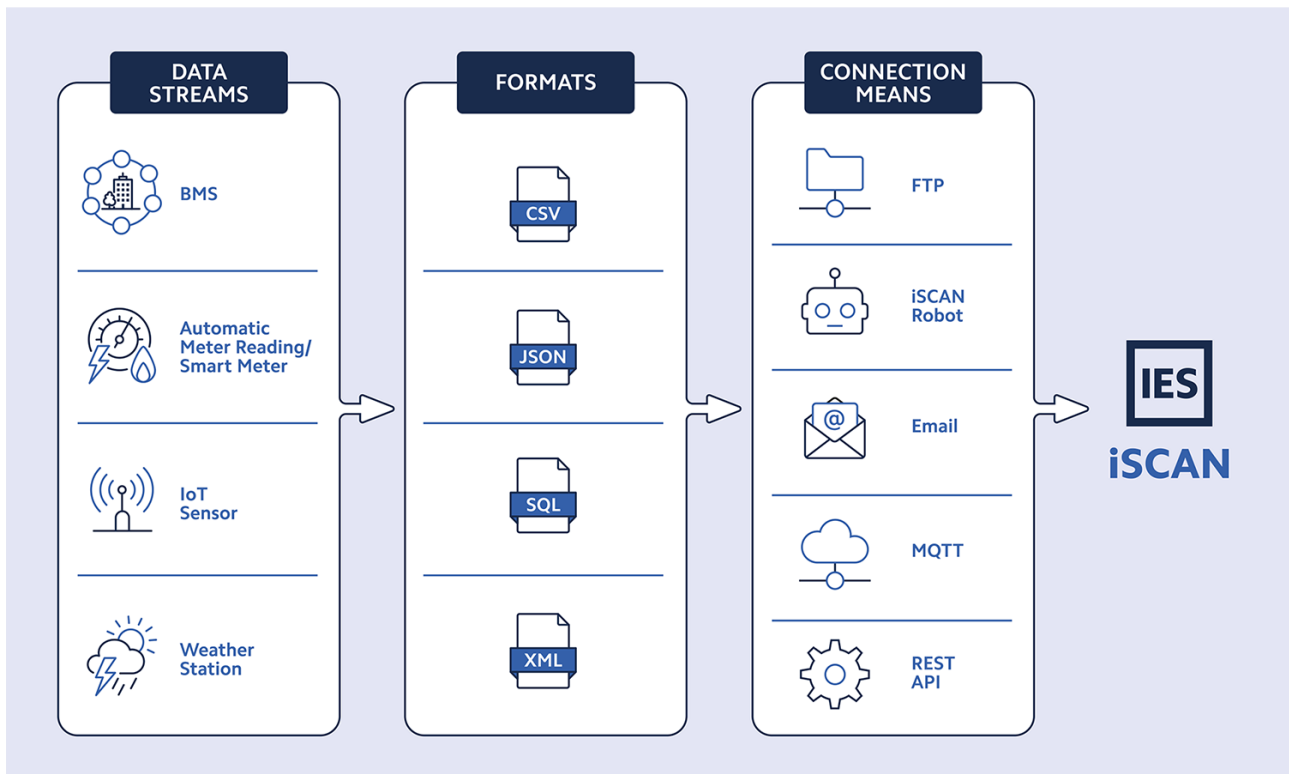 DATA
STREAMS
BMS
Automatic
Meter Reading/
Smart Meter
IoT
Sensor
Weather
Station
FORMATS
CSV
JSON
SQL
XML
CONNECTION
MEANS
FTP
iSCAN
Robot
@
Email
MQTT
REST
API
IES
iSCAN